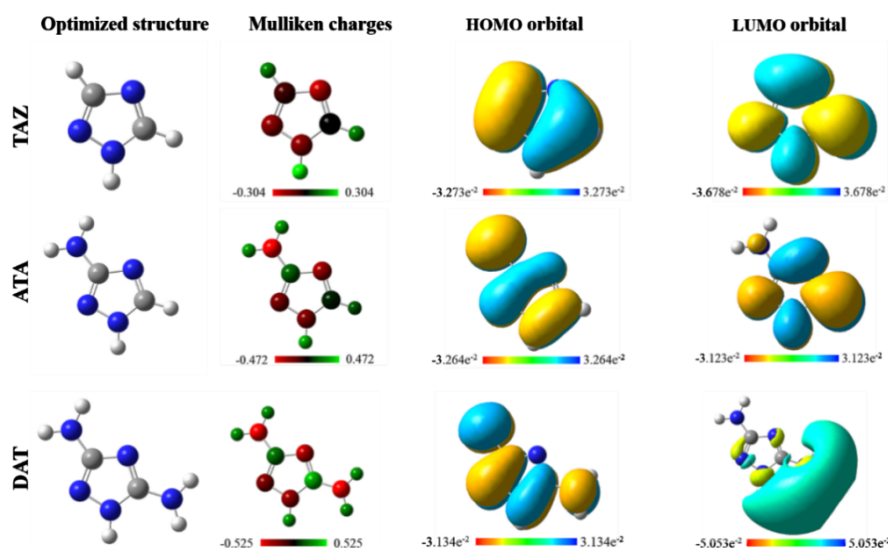 Optimized structure Mulliken charges HOMO orbital LUMO orbital
TAZ
-0.304 0.304 -3.273e⁻² 3.273e⁻² -3.678e⁻² 3.678e⁻²
ATA
-0.472 0.472 -3.264e⁻² 3.264e⁻² -3.123e⁻² 3.123e⁻²
DAT
-0.525 0.525 -3.134e⁻² 3.134e⁻² -5.053e⁻² 5.053e⁻²